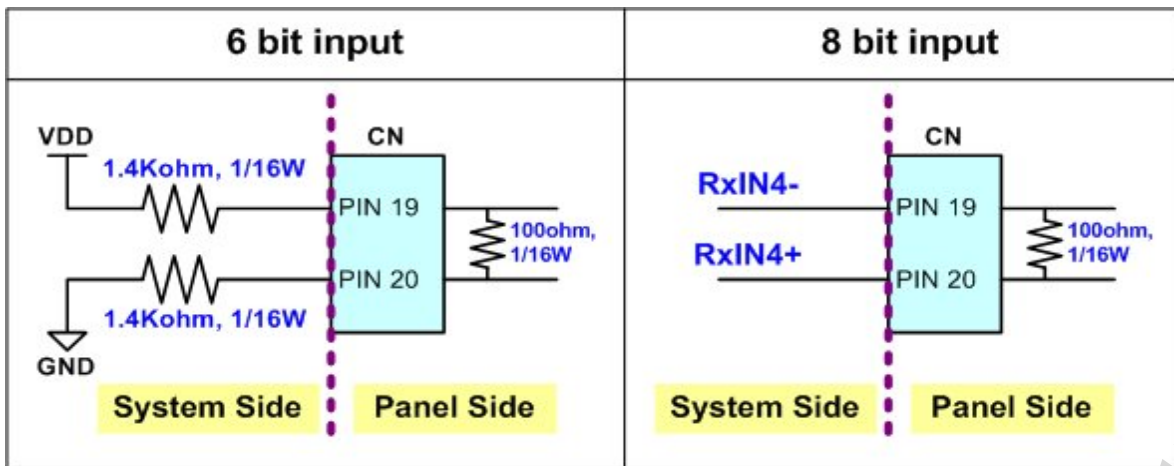 6 bit input
VDD
1.4Kohm, 1/16W
CN
PIN 19
100ohm,
1/16W
PIN 20
1.4Kohm, 1/16W
GND
System Side
Panel Side
8 bit input
CN
RxIN4-
PIN 19
100ohm,
1/16W
RxIN4+
PIN 20
System Side
Panel Side